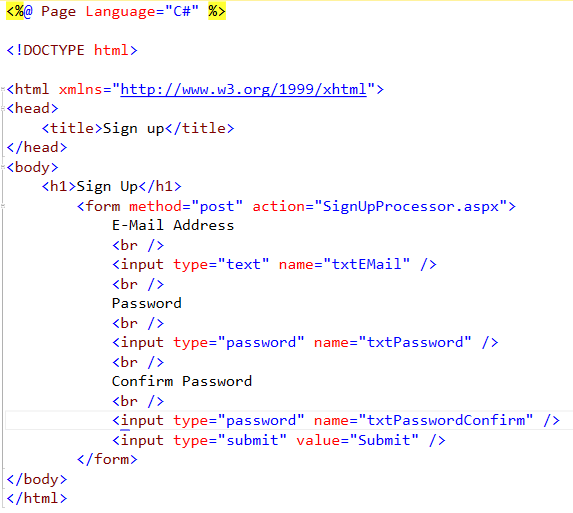 <%@ Page Language="C#" %>
<!DOCTYPE html>
<html xmlns="http://www.w3.org/1999/xhtml">
<head>
<title>Sign up</title>
</head>
<body>
<h1>Sign Up</h1>
<form method="post" action="SignUpProcessor.aspx">
E-Mail Address
<br />
<input type="text" name="txtEMail" />
<br />
Password
<br />
<input type="password" name="txtPassword" />
<br />
Confirm Password
<br />
<input type="password" name="txtPasswordConfirm" />
<input type="submit" value="Submit" />
</form>
</body>
</html>